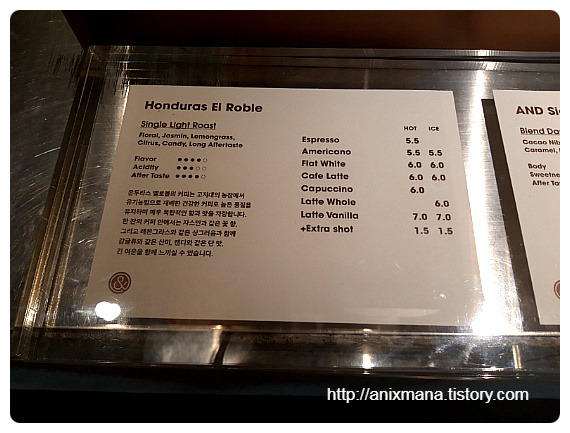 Honduras El Roble
Single Light Roast
Floral, Jasmin, Lemongrass,
Citrus, Candy, Long Aftertaste
Flavor ●●●●○
Acidity ●●●●○
After Taste ●●●●○
온두라스 엘로블의 커피는 고지대의 농장에서
유기농법으로 재배한 건강한 커피로 높은 품질을
유지하며 매우 복합적인 향과 맛을 자랑합니다.
한 잔의 커피 안에서는 자스민과 같은 꽃 향,
그리고 레몬그라스와 같은 싱그러움과 함께
감귤류와 같은 산미, 캔디와 같은 단 맛,
긴 여운을 함께 느끼실 수 있습니다.
&
HOT ICE
Espresso 5.5
Americano 5.5 5.5
Flat White 6.0 6.0
Cafe Latte 6.0 6.0
Capuccino 6.0
Latte Whole 6.0
Latte Vanilla 7.0 7.0
+Extra shot 1.5 1.5
AND
Blend
Cacao
Caramel,
Body
Sweetne
After Ta
http://anixmana.tistory.com